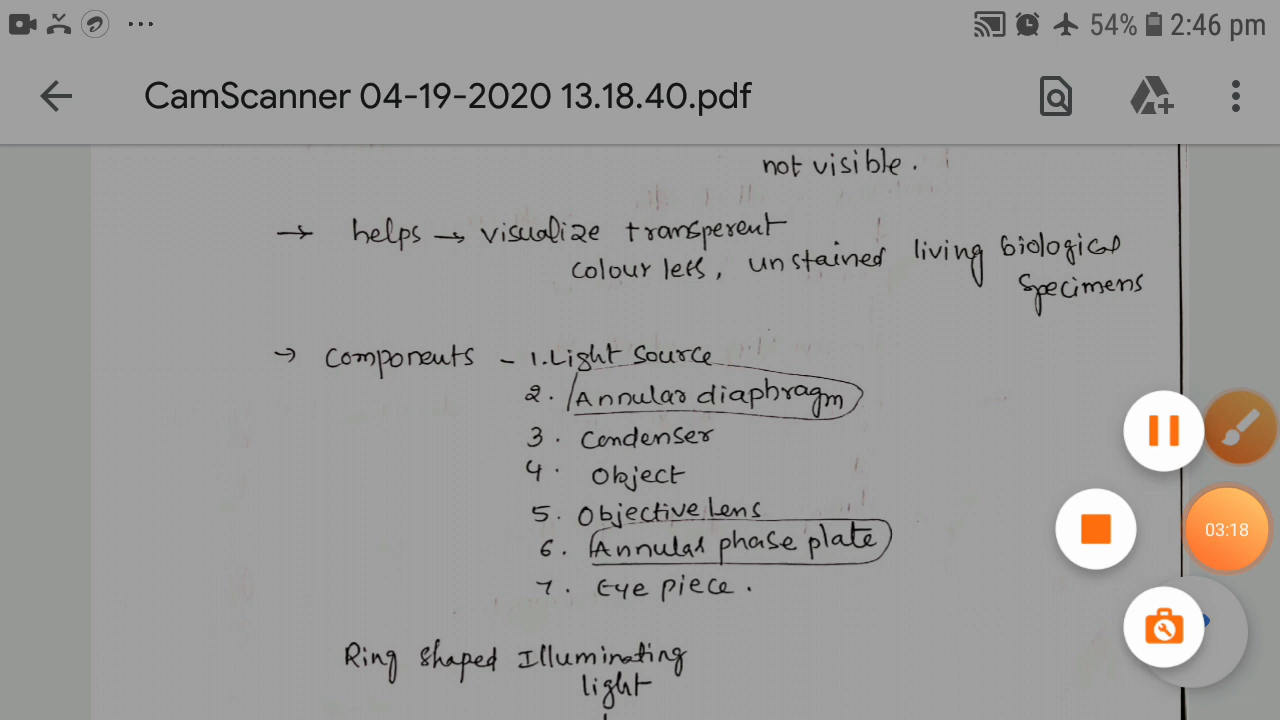 54% 2:46 pm
CamScanner 04-19-2020 13.18.40.pdf
not visible.
→ helps → visualize transperent
colour less, unstained living biological
specimens
→ components - 1. Light source
2. Annular diaphragm
3. Condenser
4. Object
5. Objective lens
6. Annular phase plate
7. Eye piece.
03:18
Ring shaped Illuminating
light